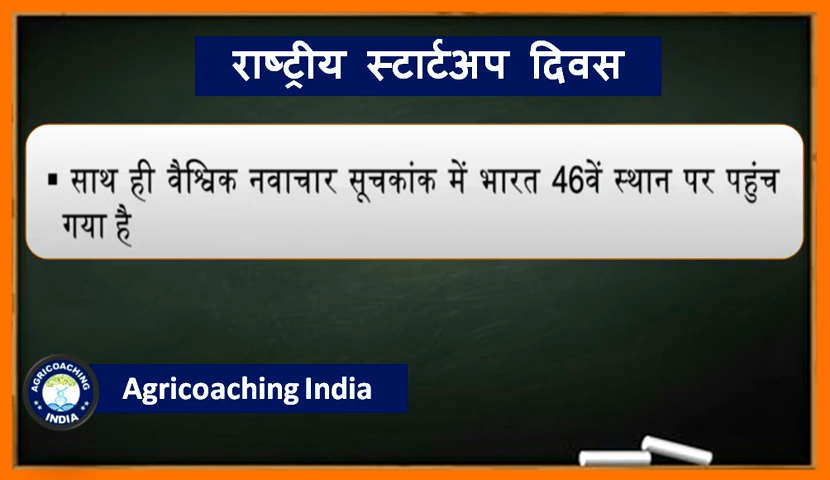 राष्ट्रीय स्टार्टअप दिवस
▪ साथ ही वैश्विक नवाचार सूचकांक में भारत 46वें स्थान पर पहुंच
गया है
AGRICOACHING
INDIA
Agricoaching India